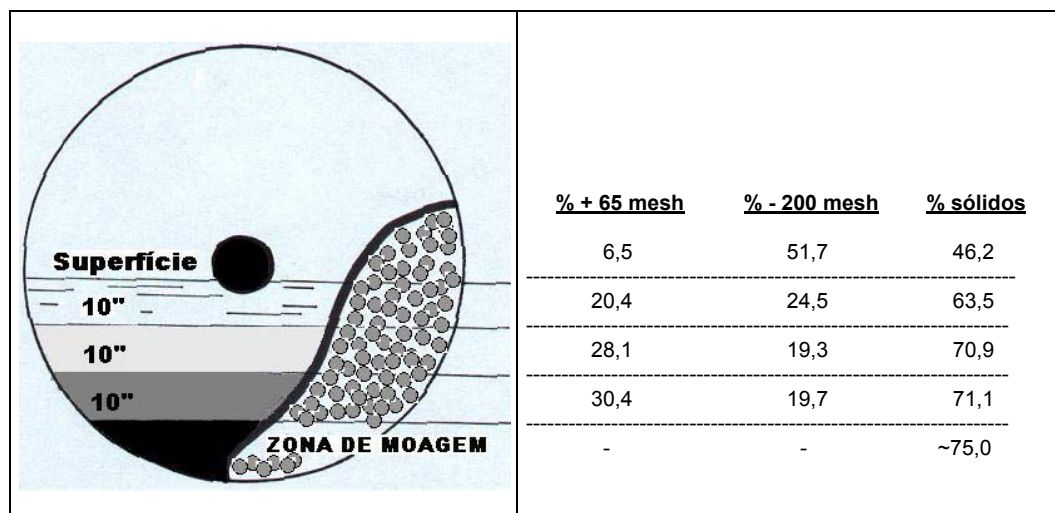 % + 65 mesh % - 200 mesh % sólidos
Superfície
6,5 51,7 46,2
10"
20,4 24,5 63,5
10"
28,1 19,3 70,9
10"
30,4 19,7 71,1
ZONA DE MOAGEM
- - ~75,0